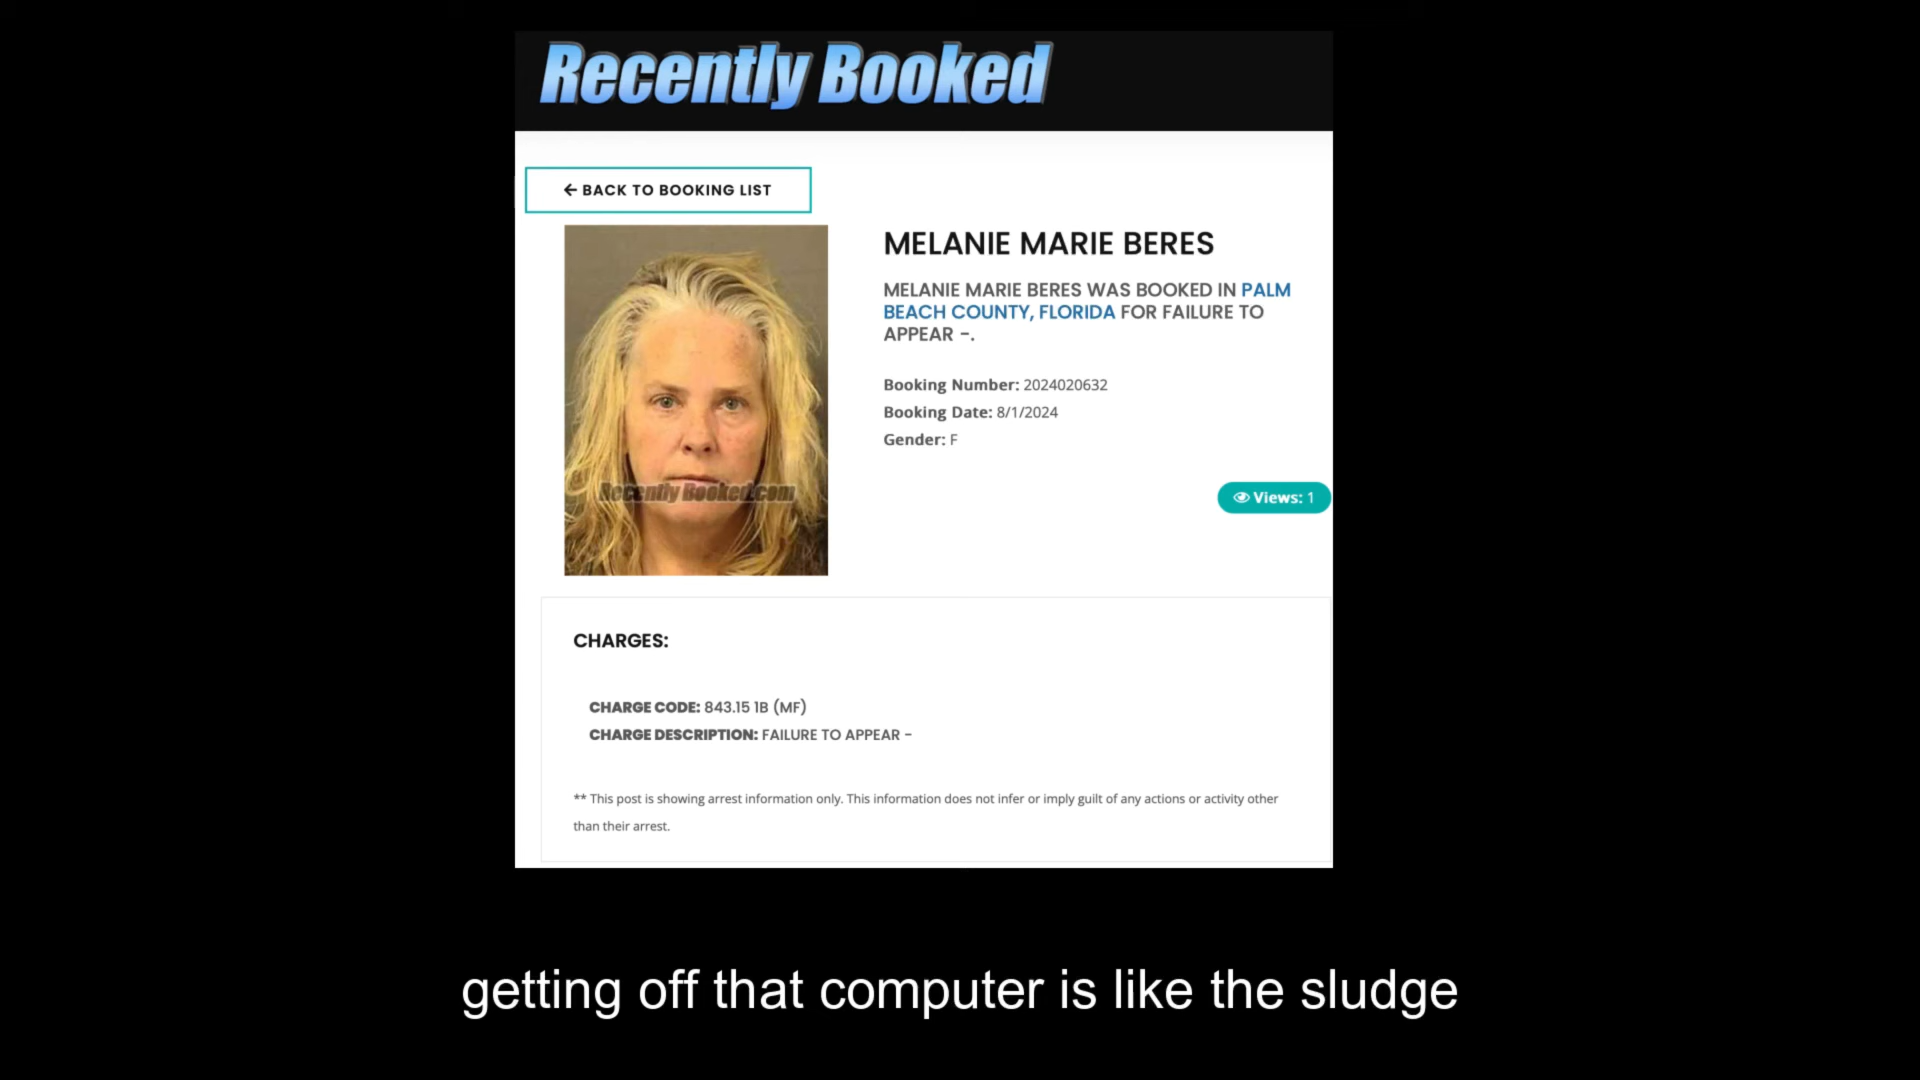 Recently Booked
← BACK TO BOOKING LIST
MELANIE MARIE BERES
MELANIE MARIE BERES WAS BOOKED IN PALM
BEACH COUNTY, FLORIDA FOR FAILURE TO
APPEAR -.
Booking Number: 2024020632
Booking Date: 8/1/2024
Gender: F
Recently Booked.com
Views: 1
CHARGES:
CHARGE CODE: 843.15 1B (MF)
CHARGE DESCRIPTION: FAILURE TO APPEAR -
** This post is showing arrest information only. This information does not infer or imply guilt of any actions or activity other
than their arrest.
getting off that computer is like the sludge